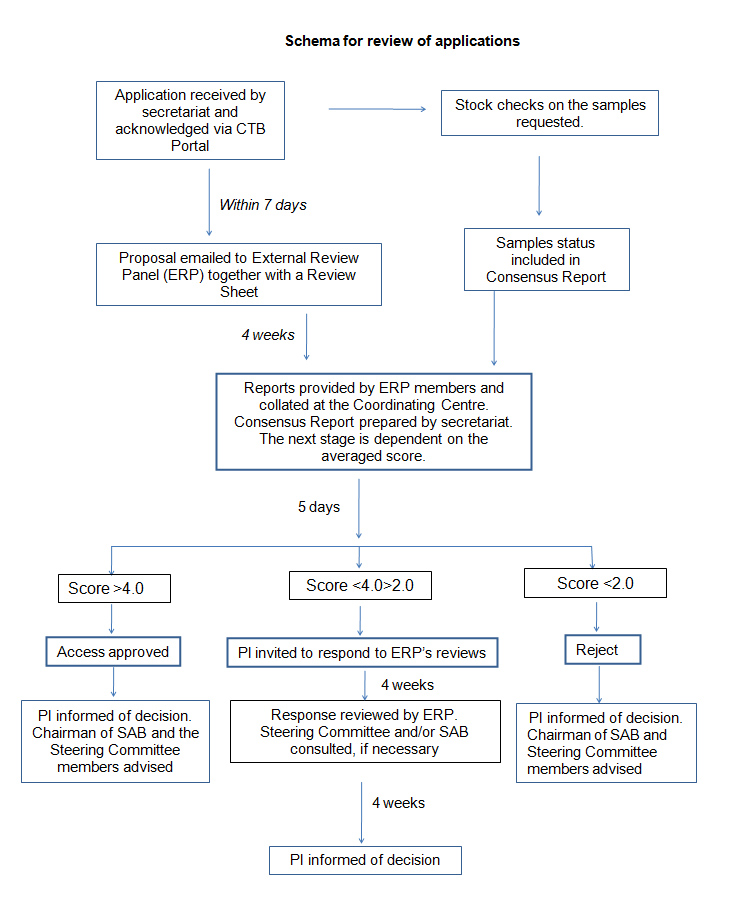 Schema for review of applications
Application received by
secretariat and
acknowledged via CTB
Portal
Stock checks on the samples
requested.
Within 7 days
Proposal emailed to External Review
Panel (ERP) together with a Review
Sheet
Samples status
included in
Consensus Report
4 weeks
Reports provided by ERP members and
collated at the Coordinating Centre.
Consensus Report prepared by secretariat.
The next stage is dependent on the
averaged score.
5 days
Score >4.0
Score <4.0>2.0
Score <2.0
Access approved
PI invited to respond to ERP's reviews
Reject
4 weeks
PI informed of decision.
Chairman of SAB and the
Steering Committee
members advised
Response reviewed by ERP.
Steering Committee and/or SAB
consulted, if necessary
PI informed of decision.
Chairman of SAB and
Steering Committee
members advised
4 weeks
PI informed of decision